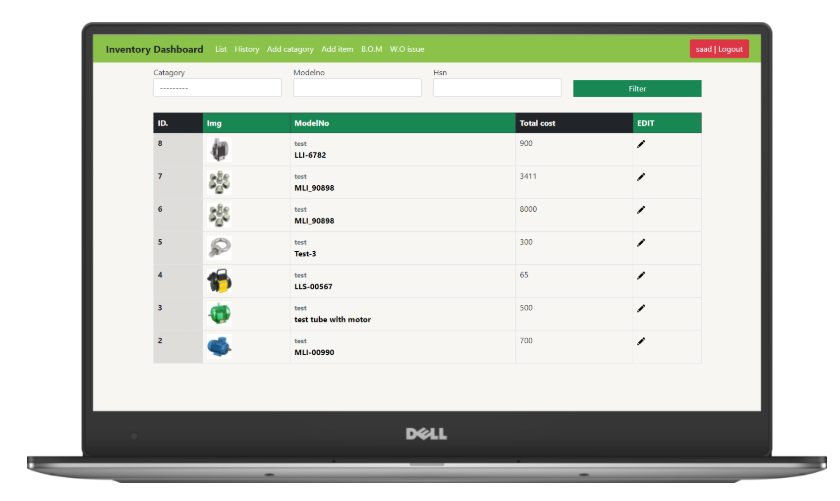 Inventory Dashboard List History Add catagory Add item B.O.M W.O issue saad | Logout
Catagory Modelno Hsn
---------
Filter
ID. Img ModelNo Total cost EDIT
8 test 900
LLI-6782
7 test 3411
MLI_90898
6 test 8000
MLI_90898
5 test 300
Test-3
4 test 65
LLS-00567
3 test 500
test tube with motor
2 test 700
MLI-00990
DELL